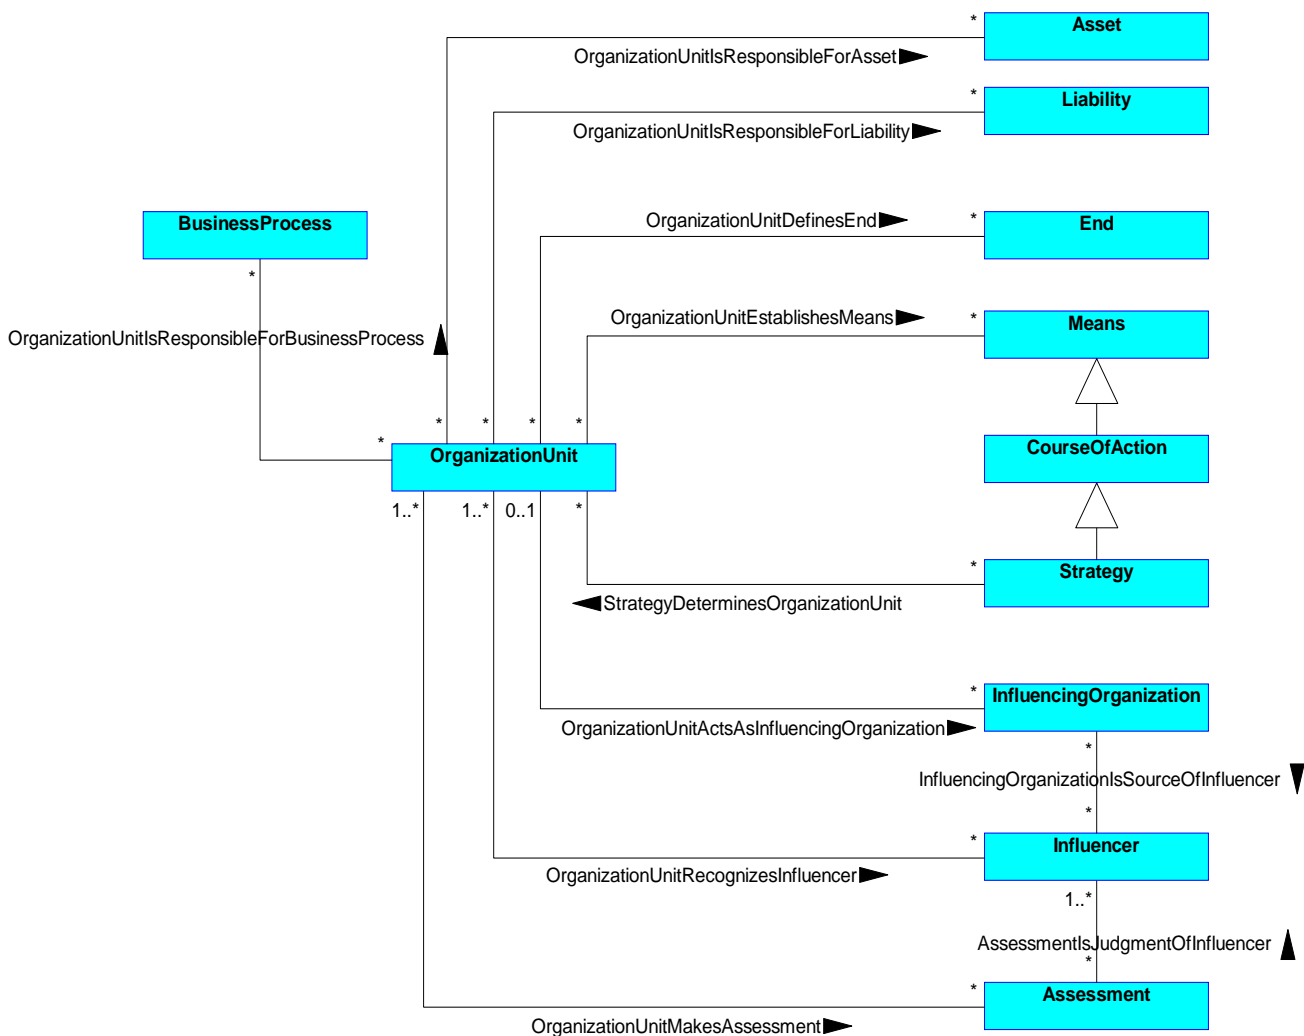 *
Asset
OrganizationUnitIsResponsibleForAsset
*
Liability
OrganizationUnitIsResponsibleForLiability
BusinessProcess
*
OrganizationUnitDefinesEnd
*
End
OrganizationUnitIsResponsibleForBusinessProcess
OrganizationUnitEstablishesMeans
*
Means
* * * *
*
OrganizationUnit
CourseOfAction
1..* 1..* 0..1 *
*
Strategy
StrategyDeterminesOrganizationUnit
*
InfluencingOrganization
OrganizationUnitActsAsInfluencingOrganization
*
InfluencingOrganizationIsSourceOfInfluencer
*
*
Influencer
OrganizationUnitRecognizesInfluencer
1..*
AssessmentIsJudgmentOfInfluencer
*
*
Assessment
OrganizationUnitMakesAssessment